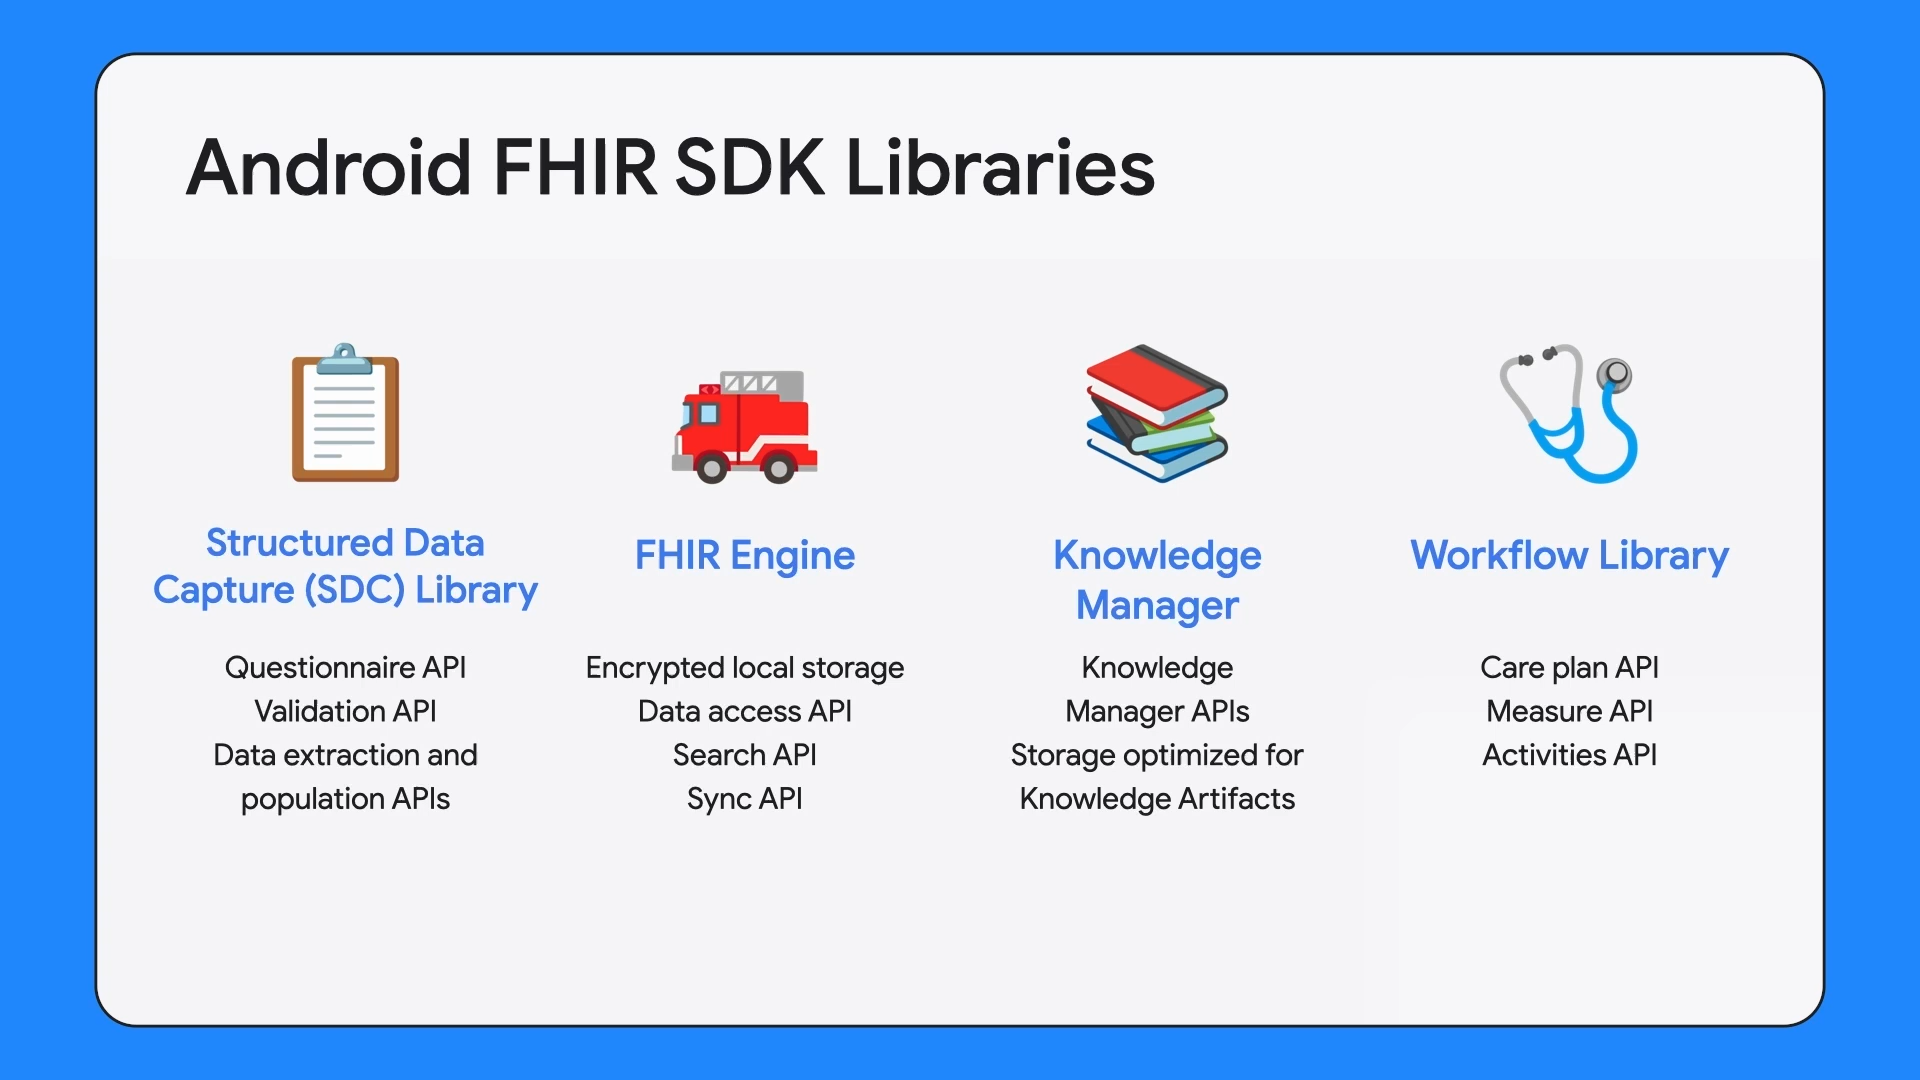 Android FHIR SDK Libraries
Structured Data
Capture (SDC) Library
Questionnaire API
Validation API
Data extraction and
population APIs
FHIR Engine
Encrypted local storage
Data access API
Search API
Sync API
Knowledge
Manager
Knowledge
Manager APIs
Storage optimized for
Knowledge Artifacts
Workflow Library
Care plan API
Measure API
Activities API